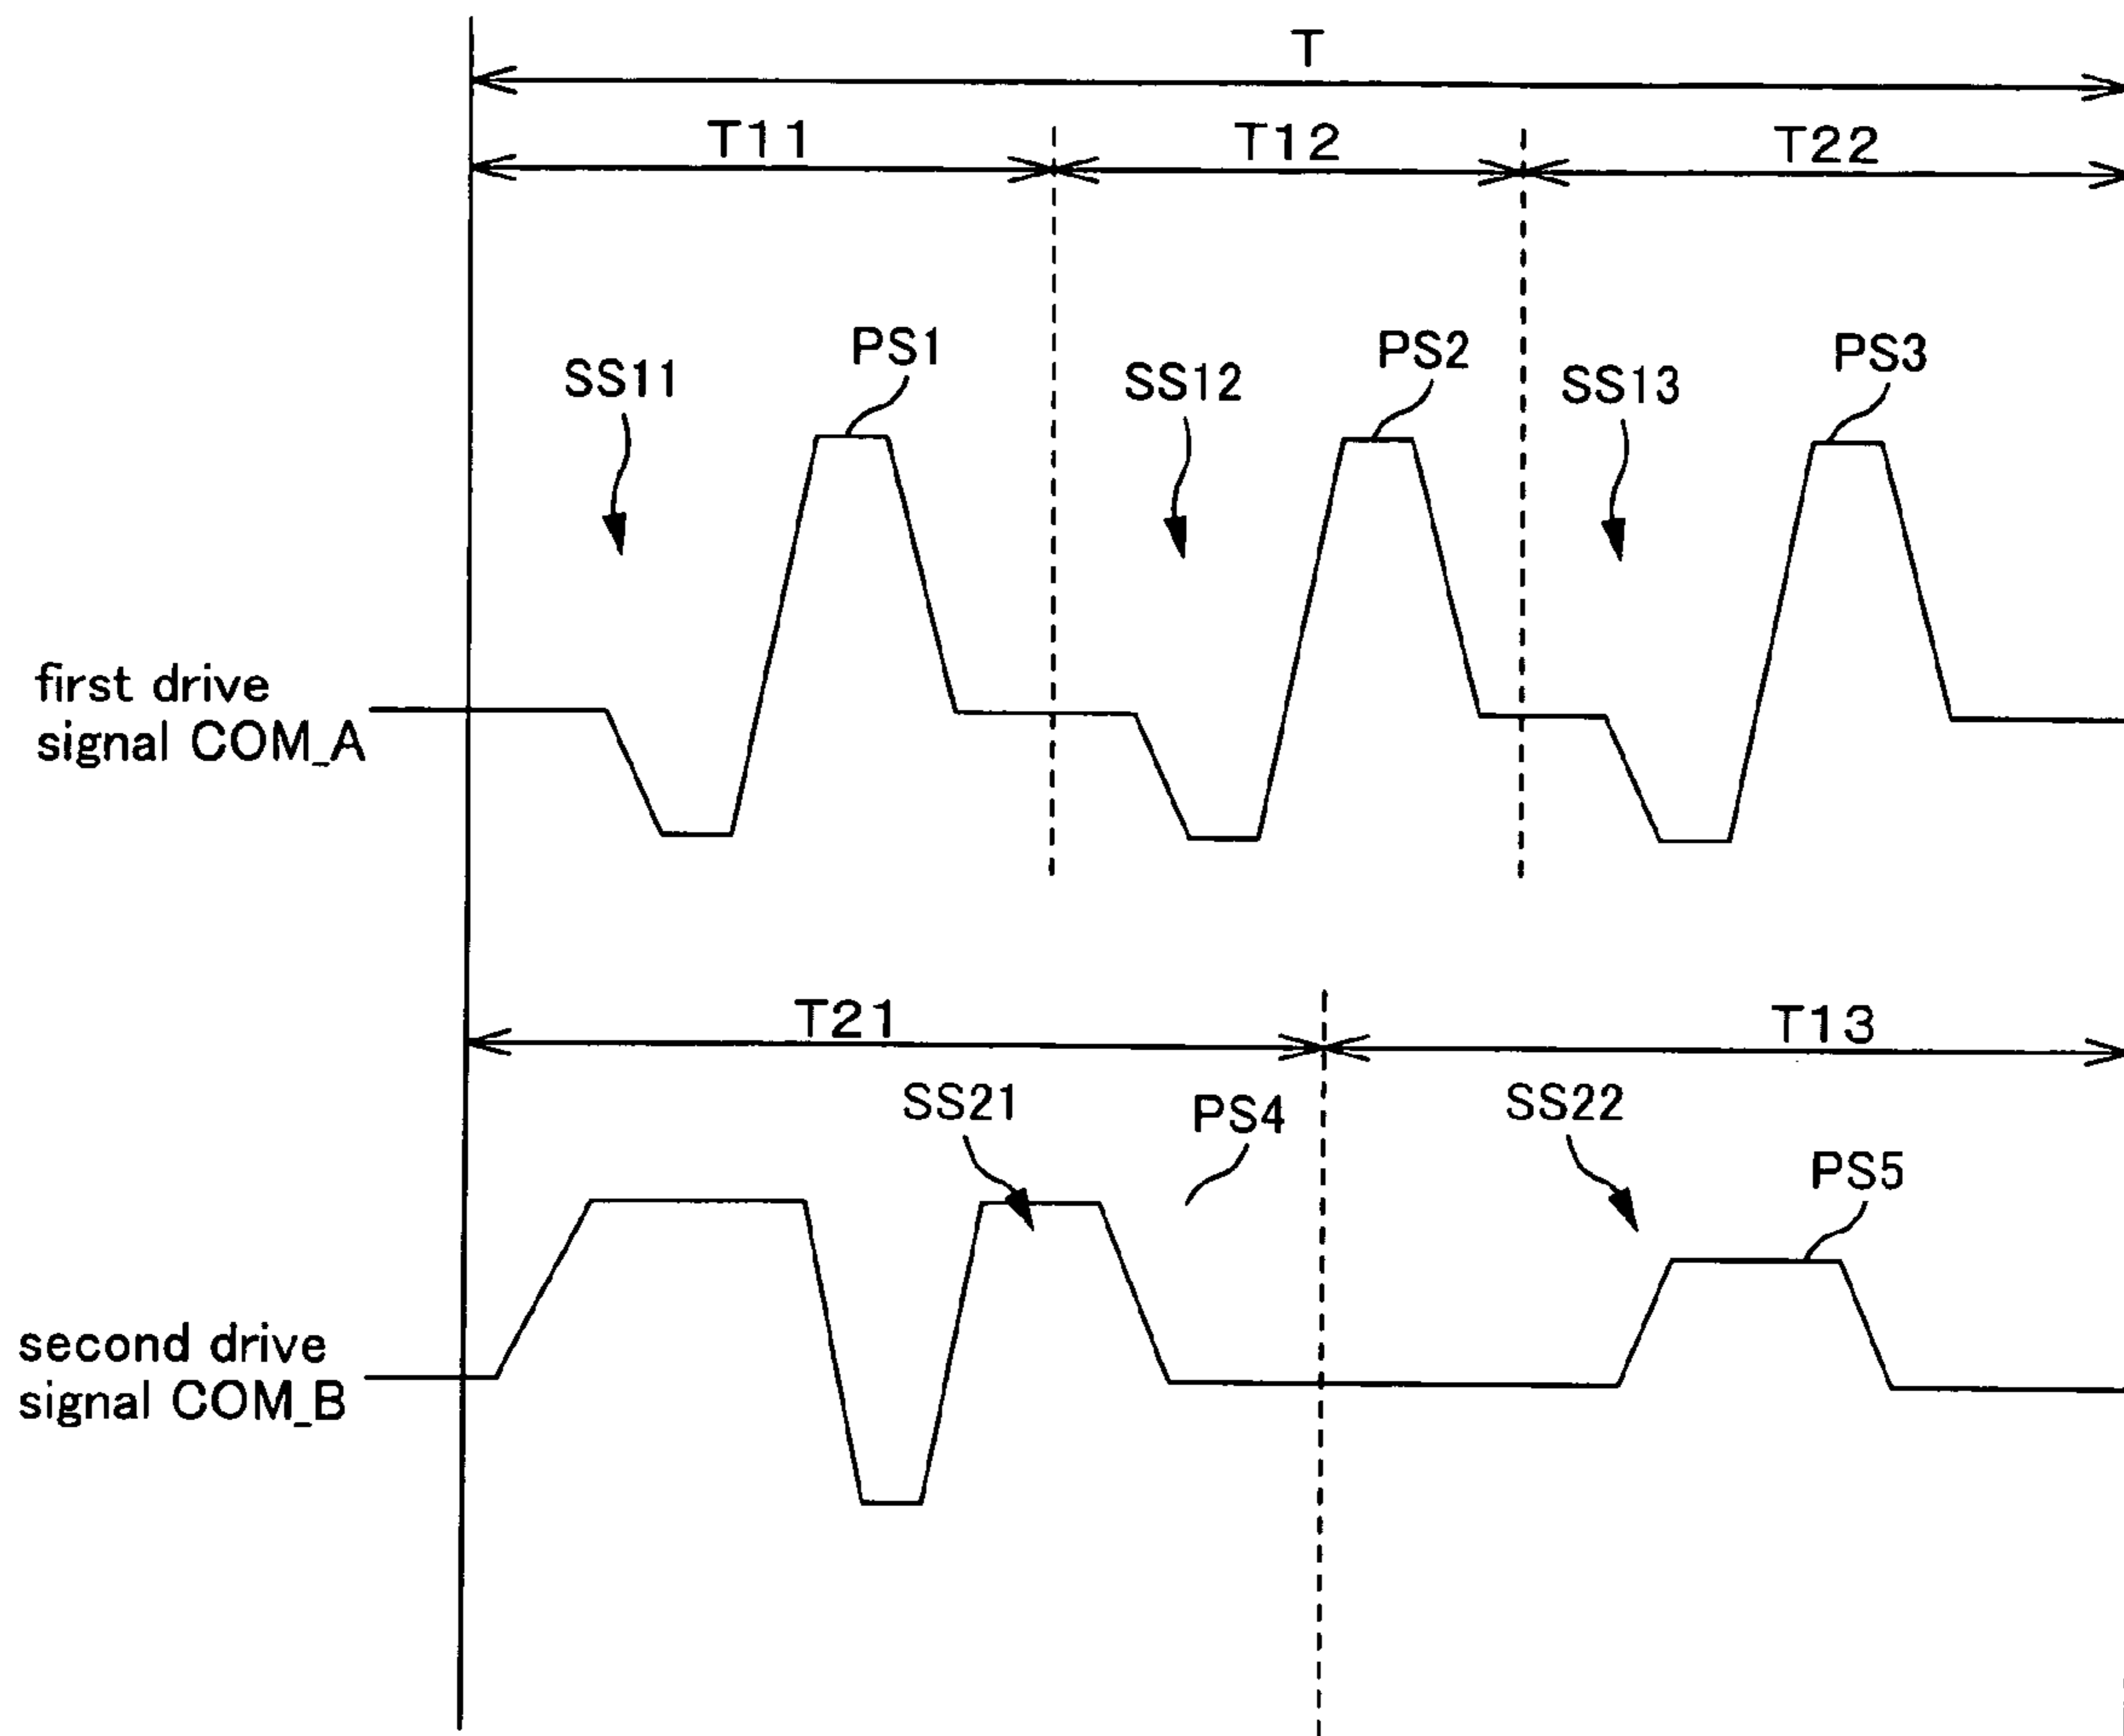 T
T11 T12 T22
SS11 PS1 SS12 PS2 SS13 PS3
first drive
signal COM_A
T21 T13
SS21 PS4 SS22 PS5
second drive
signal COM_B